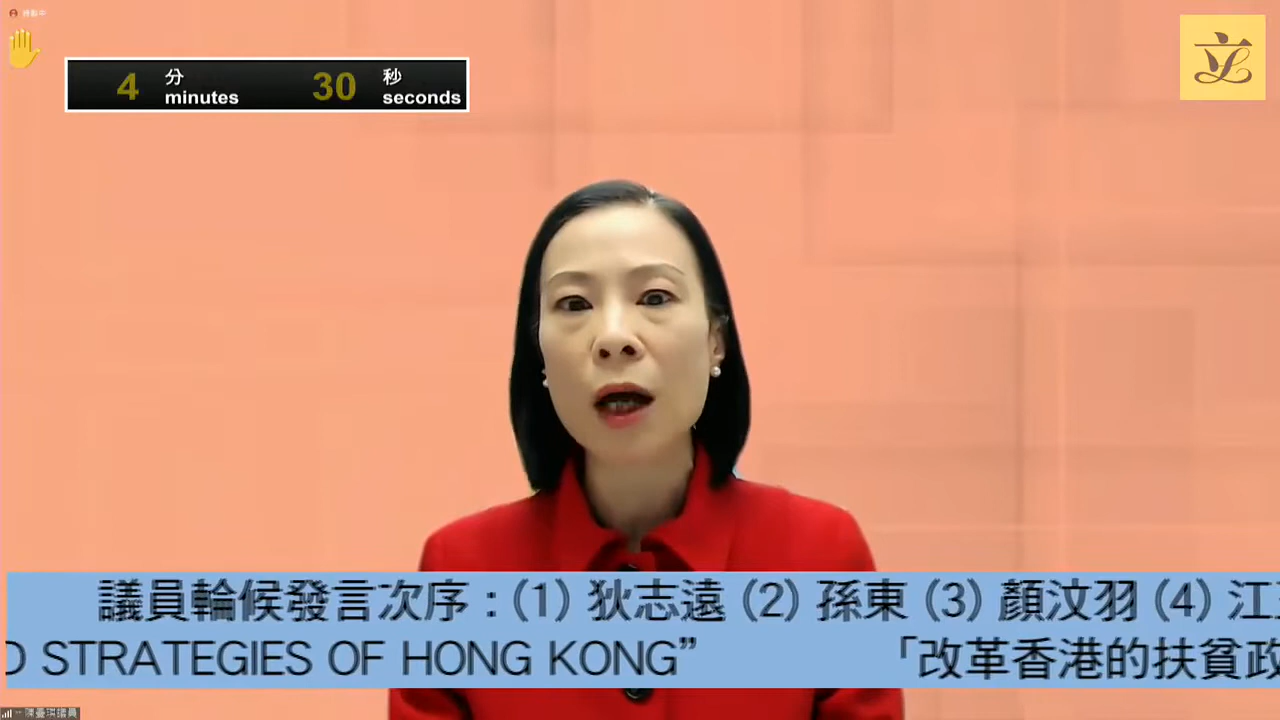 4 分 minutes 30 秒 seconds
議員輪候發言次序：(1) 狄志遠 (2) 孫東 (3) 顏汶羽 (4) 江
D STRATEGIES OF HONG KONG” 「改革香港的扶貧政